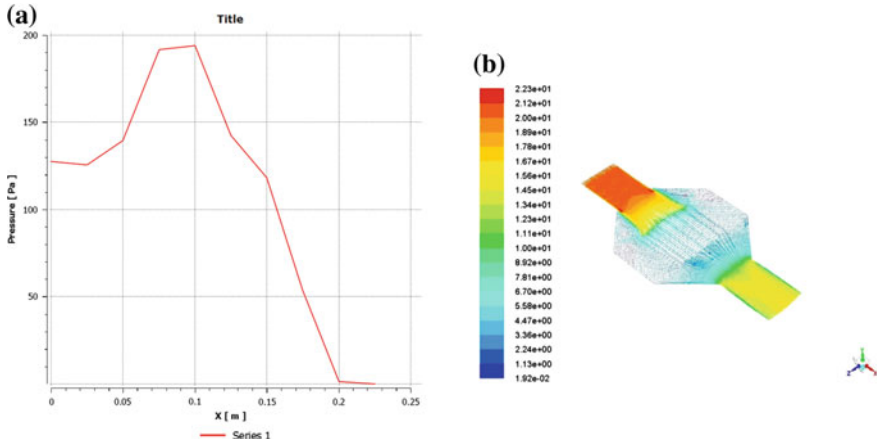 (a)
Title
200
150
100
50
Pressure [ Pa ]
0 0.05 0.1 0.15 0.2 0.25
X [ m ]
Series 1
(b)
2.23e+01
2.12e+01
2.00e+01
1.89e+01
1.78e+01
1.67e+01
1.56e+01
1.45e+01
1.34e+01
1.23e+01
1.11e+01
1.00e+01
8.92e+00
7.81e+00
6.70e+00
5.58e+00
4.47e+00
3.36e+00
2.24e+00
1.13e+00
1.92e-02
Y
Z X